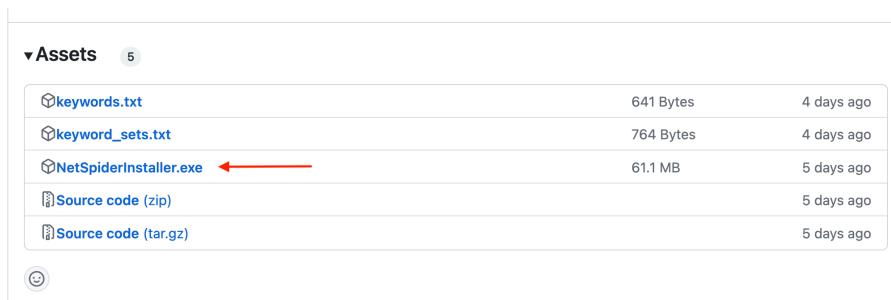 Assets 5
keywords.txt 641 Bytes 4 days ago
keyword_sets.txt 764 Bytes 4 days ago
NetSpiderInstaller.exe 61.1 MB 5 days ago
Source code (zip) 5 days ago
Source code (tar.gz) 5 days ago